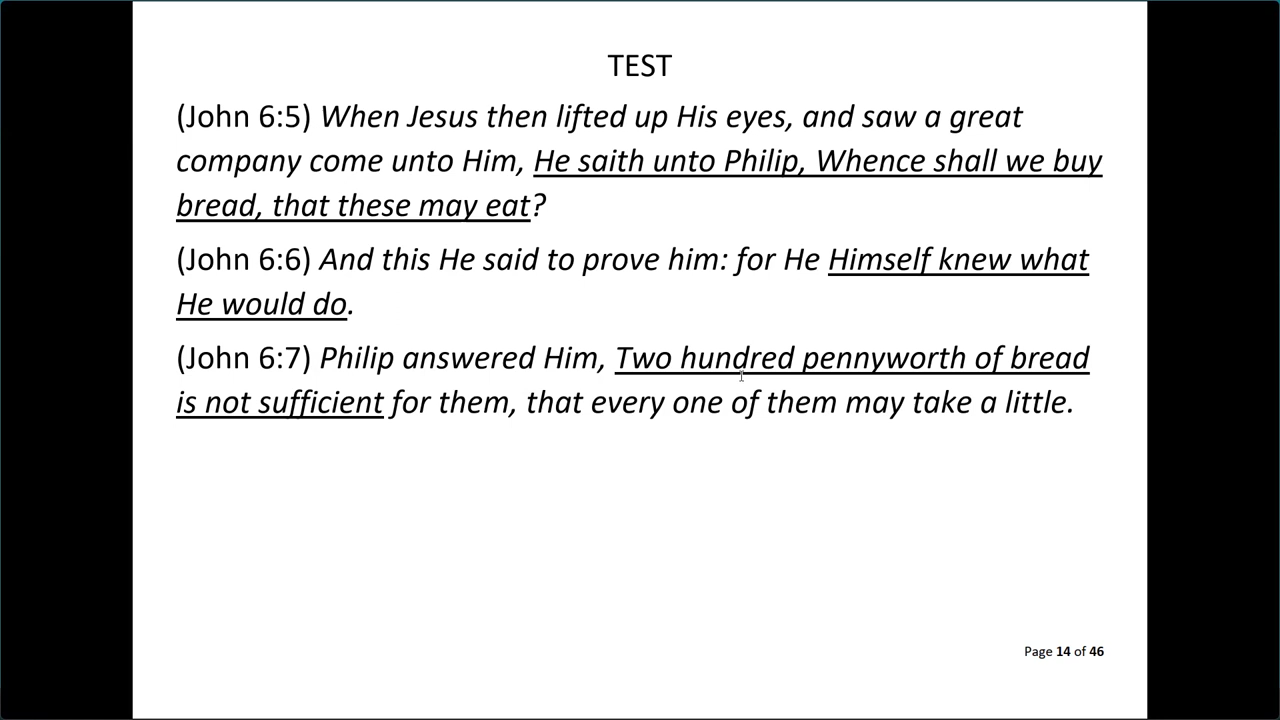 TEST
(John 6:5) When Jesus then lifted up His eyes, and saw a great
company come unto Him, He saith unto Philip, Whence shall we buy
bread, that these may eat?
(John 6:6) And this He said to prove him: for He Himself knew what
He would do.
(John 6:7) Philip answered Him, Two hundred pennyworth of bread
is not sufficient for them, that every one of them may take a little.
Page 14 of 46